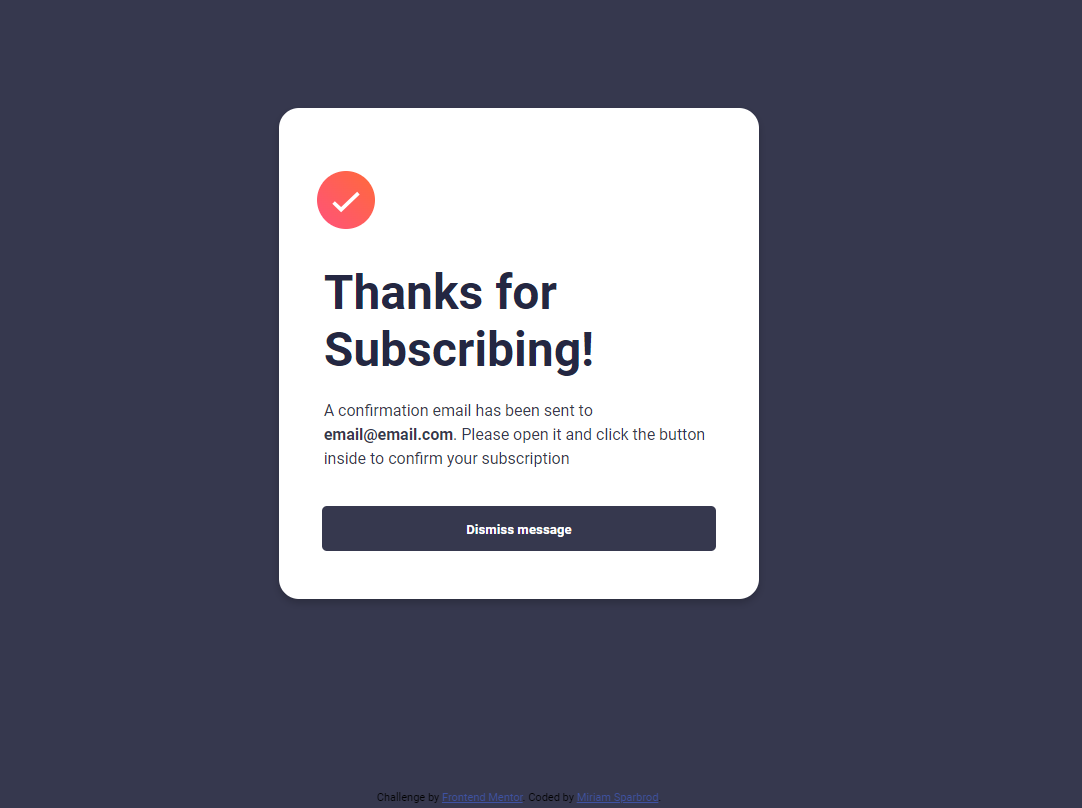 Thanks for
Subscribing!
A confirmation email has been sent to
email@email.com. Please open it and click the button
inside to confirm your subscription
Dismiss message
Challenge by Frontend Mentor. Coded by Miriam Sparbrod.